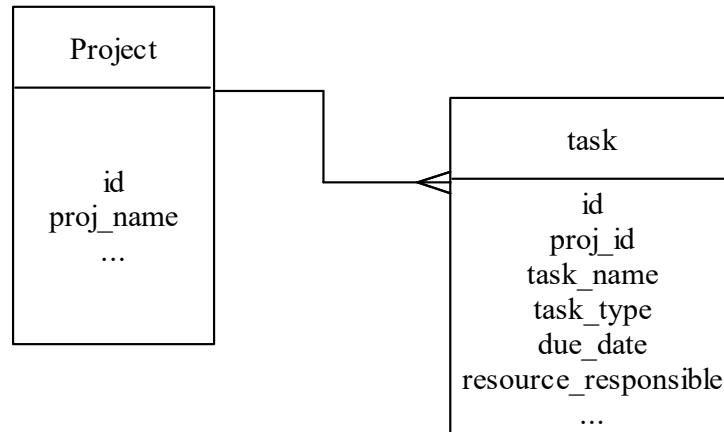 Project
id
proj_name
...
task
id
proj_id
task_name
task_type
due_date
resource_responsible
...